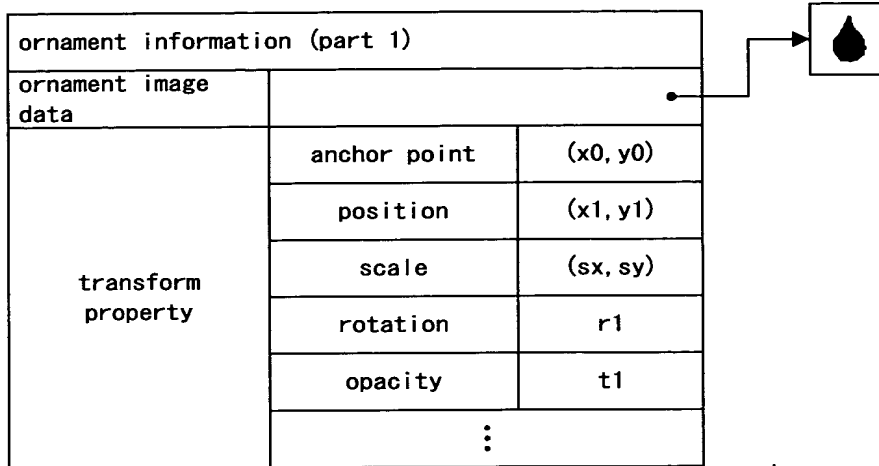 ornament information (part 1)
ornament image
data
transform
property
anchor point (x0, y0)
position (x1, y1)
scale (sx, sy)
rotation r1
opacity t1
⋮